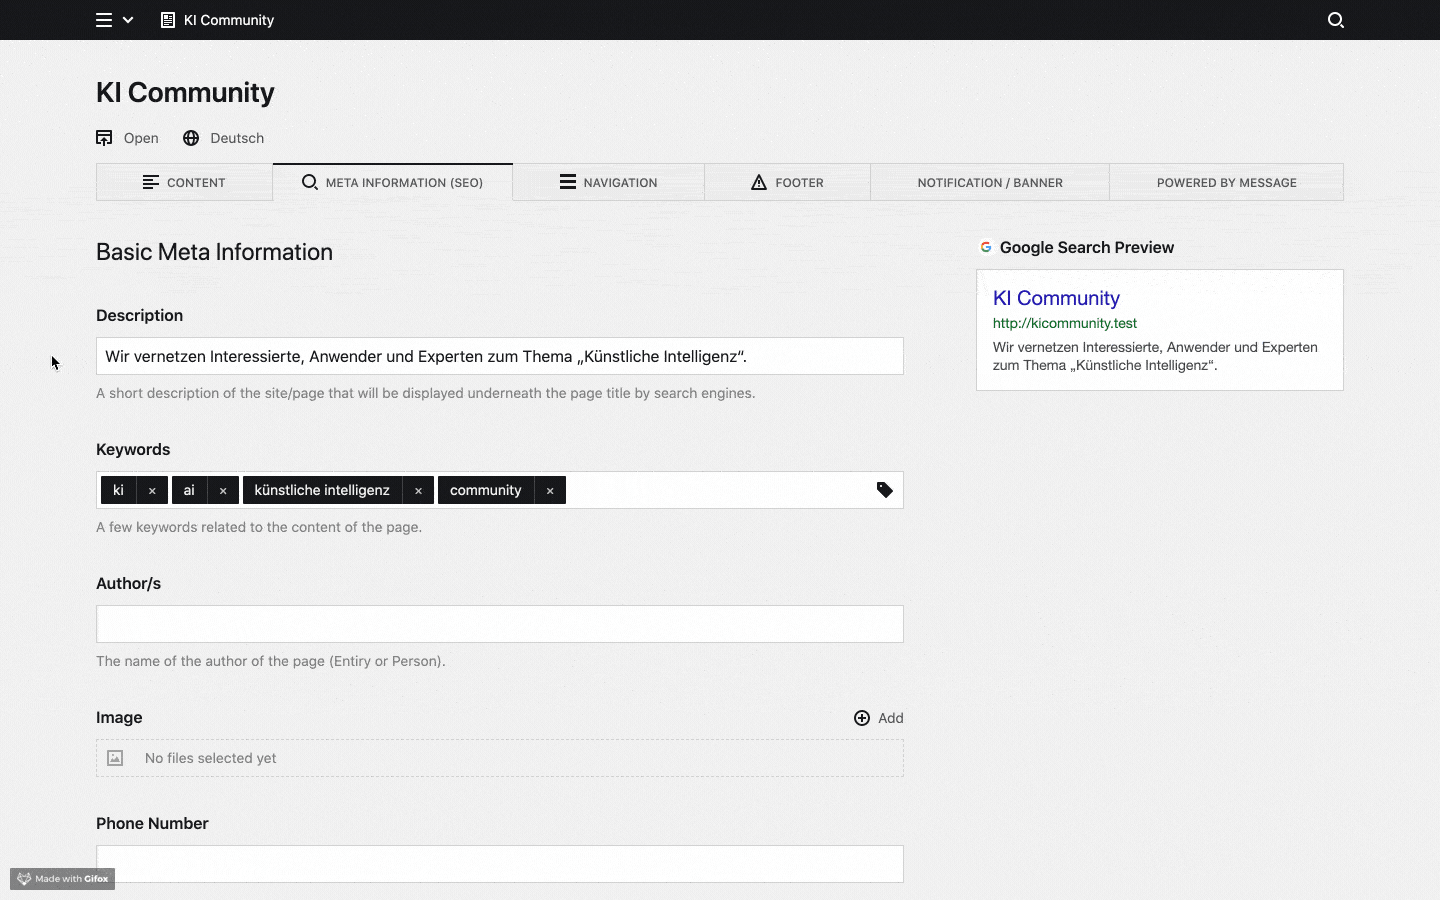 KI Community
KI Community
Open Deutsch
CONTENT META INFORMATION (SEO) NAVIGATION FOOTER NOTIFICATION / BANNER POWERED BY MESSAGE
Basic Meta Information
Description
Wir vernetzen Interessierte, Anwender und Experten zum Thema „Künstliche Intelligenz“.
A short description of the site/page that will be displayed underneath the page title by search engines.
Keywords
ki × ai × künstliche intelligenz × community ×
A few keywords related to the content of the page.
Author/s
The name of the author of the page (Entiry or Person).
Image Add
No files selected yet
Phone Number
Made with Gifox
Google Search Preview
KI Community
http://kicommunity.test
Wir vernetzen Interessierte, Anwender und Experten
zum Thema „Künstliche Intelligenz“.